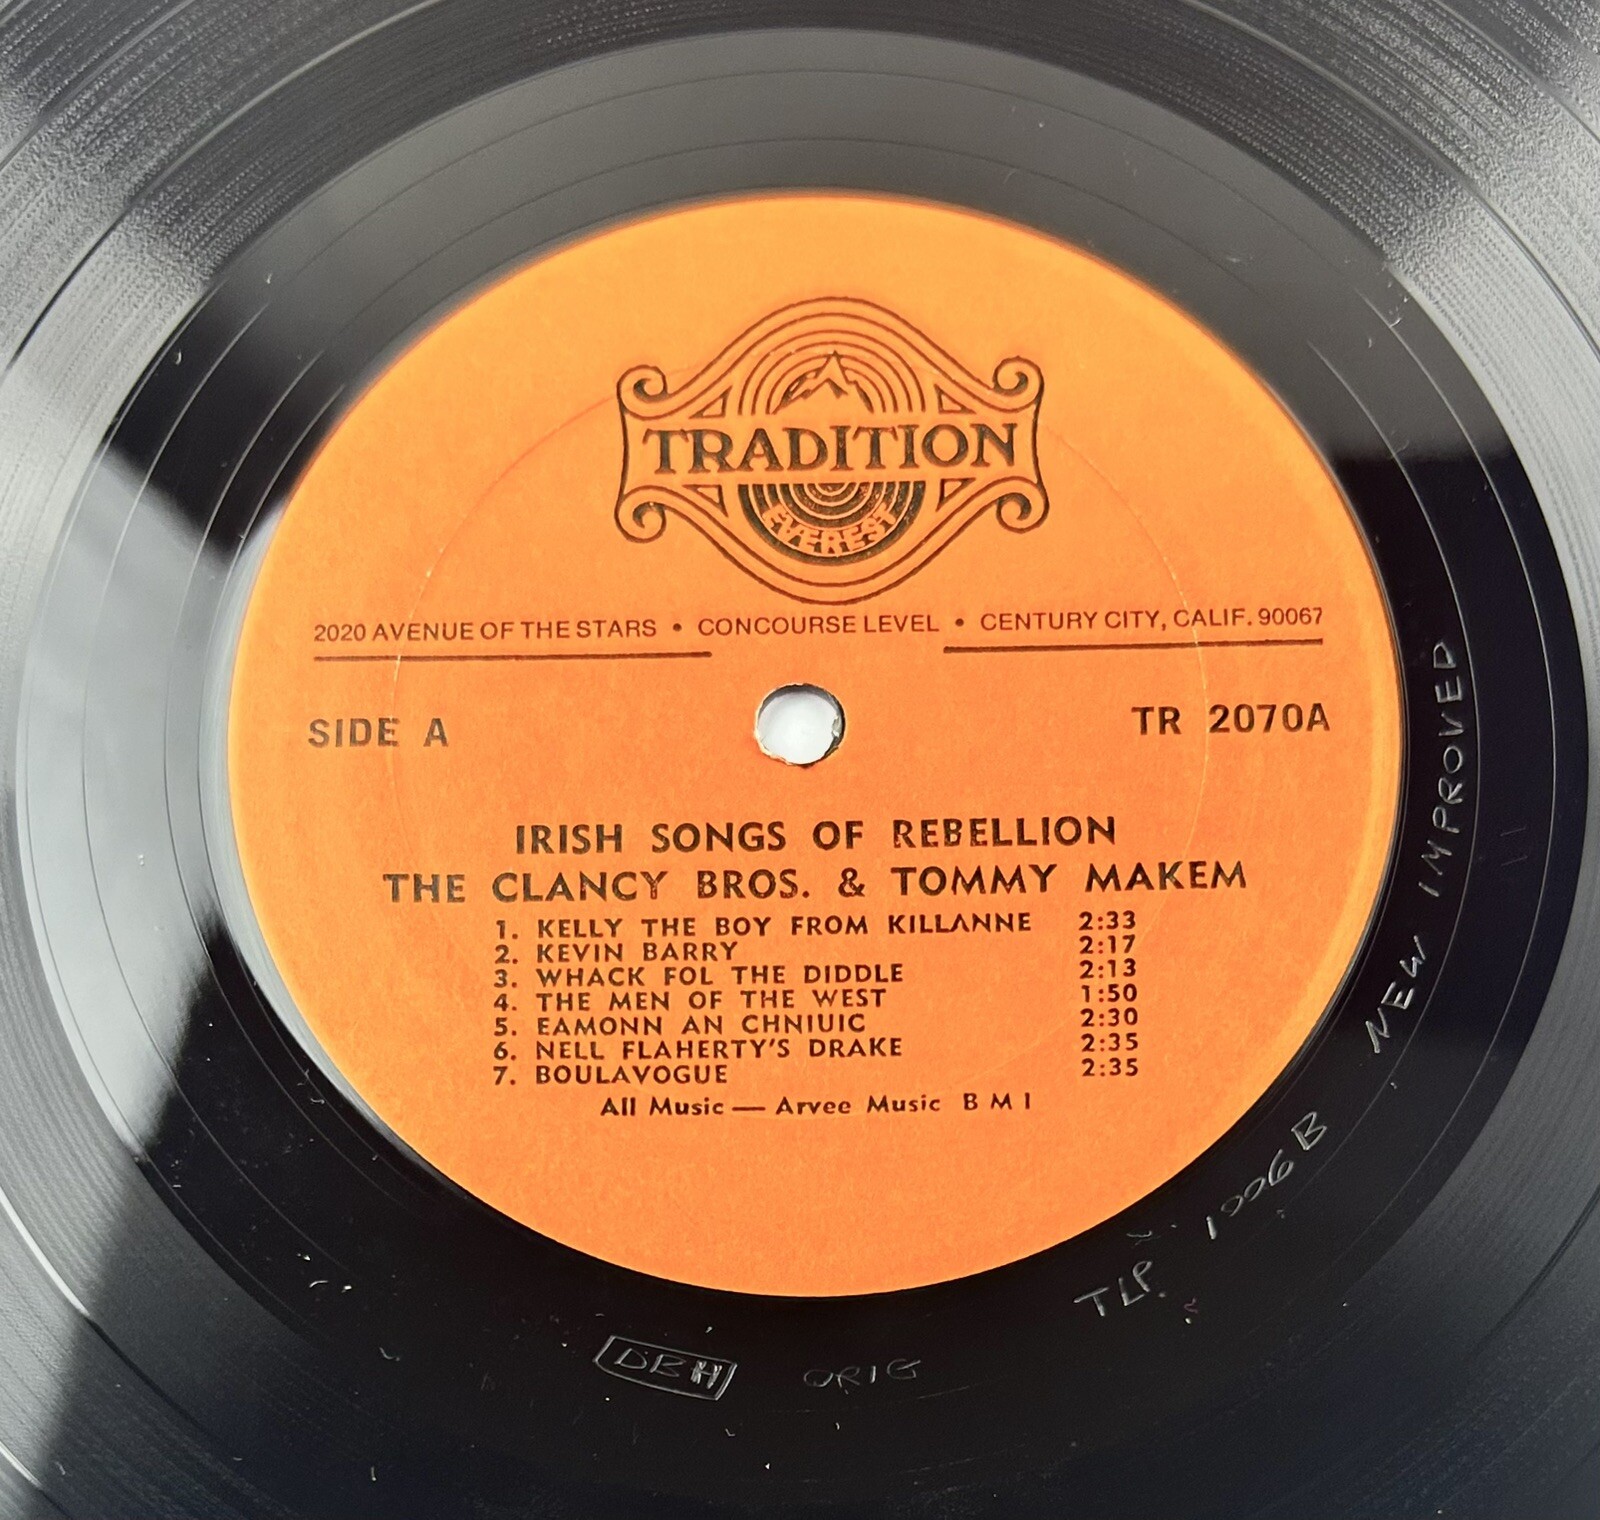 TRADITION
EVEREST
2020 AVENUE OF THE STARS • CONCOURSE LEVEL • CENTURY CITY, CALIF. 90067
SIDE A
TR 2070A
IRISH SONGS OF REBELLION
THE CLANCY BROS. & TOMMY MAKEM
1. KELLY THE BOY FROM KILLANNE 2:33
2. KEVIN BARRY 2:17
3. WHACK FOL THE DIDDLE 2:13
4. THE MEN OF THE WEST 1:50
5. EAMONN AN CHNIUIC 2:30
6. NELL FLAHERTY'S DRAKE 2:35
7. BOULAVOGUE 2:35
All Music — Arvee Music B M I
DBH ORIG TLP. 1006B NEW IMPROVED